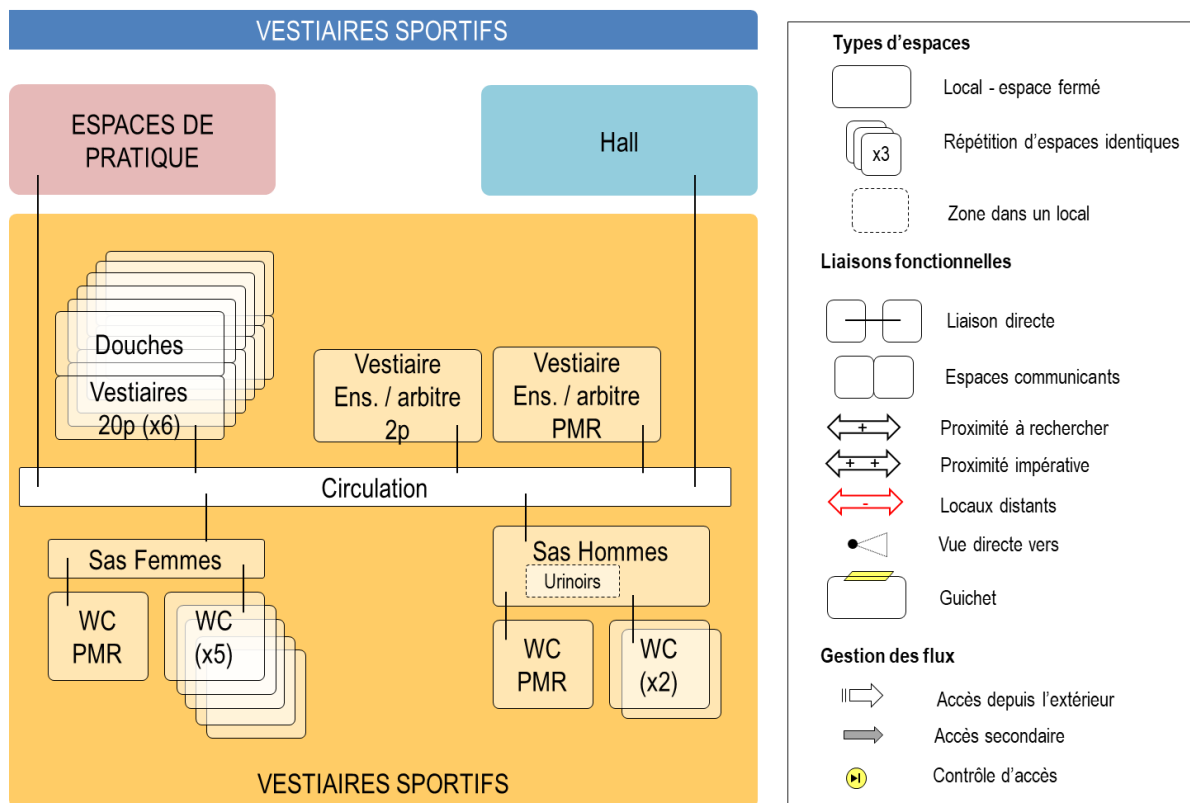 VESTIAIRES SPORTIFS
ESPACES DE
PRATIQUE
Hall
Douches
Vestiaires
20p (x6)
Vestiaire
Ens. / arbitre
2p
Vestiaire
Ens. / arbitre
PMR
Circulation
Sas Femmes
WC
PMR
WC
(x5)
Sas Hommes
Urinoirs
WC
PMR
WC
(x2)
VESTIAIRES SPORTIFS
Types d'espaces
Local - espace fermé
x3
Répétition d'espaces identiques
Zone dans un local
Liaisons fonctionnelles
Liaison directe
Espaces communicants
+
Proximité à rechercher
+ +
Proximité impérative
-
Locaux distants
Vue directe vers
Guichet
Gestion des flux
Accès depuis l'extérieur
Accès secondaire
Contrôle d'accès